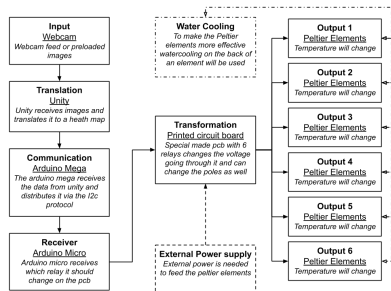 Input
Webcam
Webcam feed or preloaded
images
Translation
Unity
Unity receives images and
translates it to a heath map
Communication
Arduino Mega
The arduino mega receives
the data from unity and
distributes it via the I2c
protocol
Receiver
Arduino Micro
Arduino micro receives
which relay it should
change on the pcb
Water Cooling
To make the Peltier
elements more effective
watercooling on the back
of an element will be used
Transformation
Printed circuit board
Special made pcb with 6
relays changes the voltage
going through it and can
change the poles as well
External Power supply
External power is needed
to feed the peltier elements
Output 1
Peltier Elements
Temperature will change
Output 2
Peltier Elements
Temperature will change
Output 3
Peltier Elements
Temperature will change
Output 4
Peltier Elements
Temperature will change
Output 5
Peltier Elements
Temperature will change
Output 6
Peltier Elements
Temperature will change